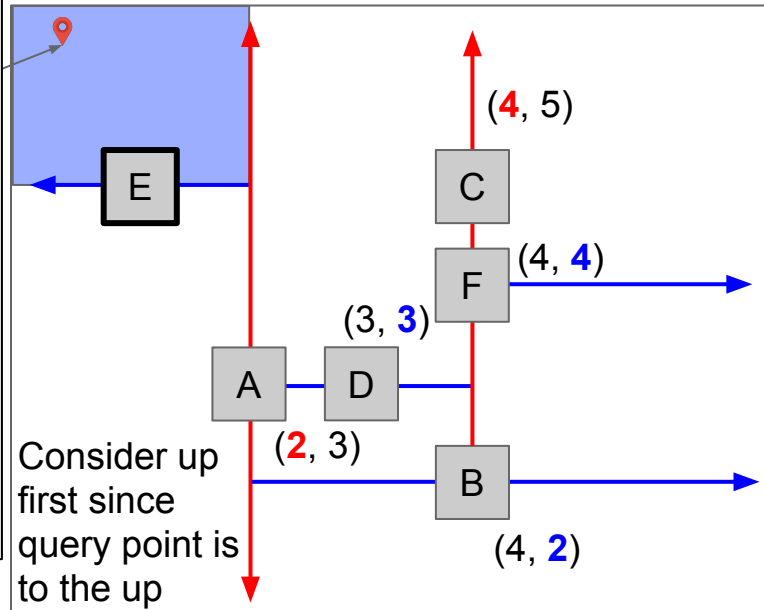 (4, 5)
E
C
F
(4, 4)
(3, 3)
A
D
(2, 3)
B
(4, 2)
Consider up
first since
query point is
to the up